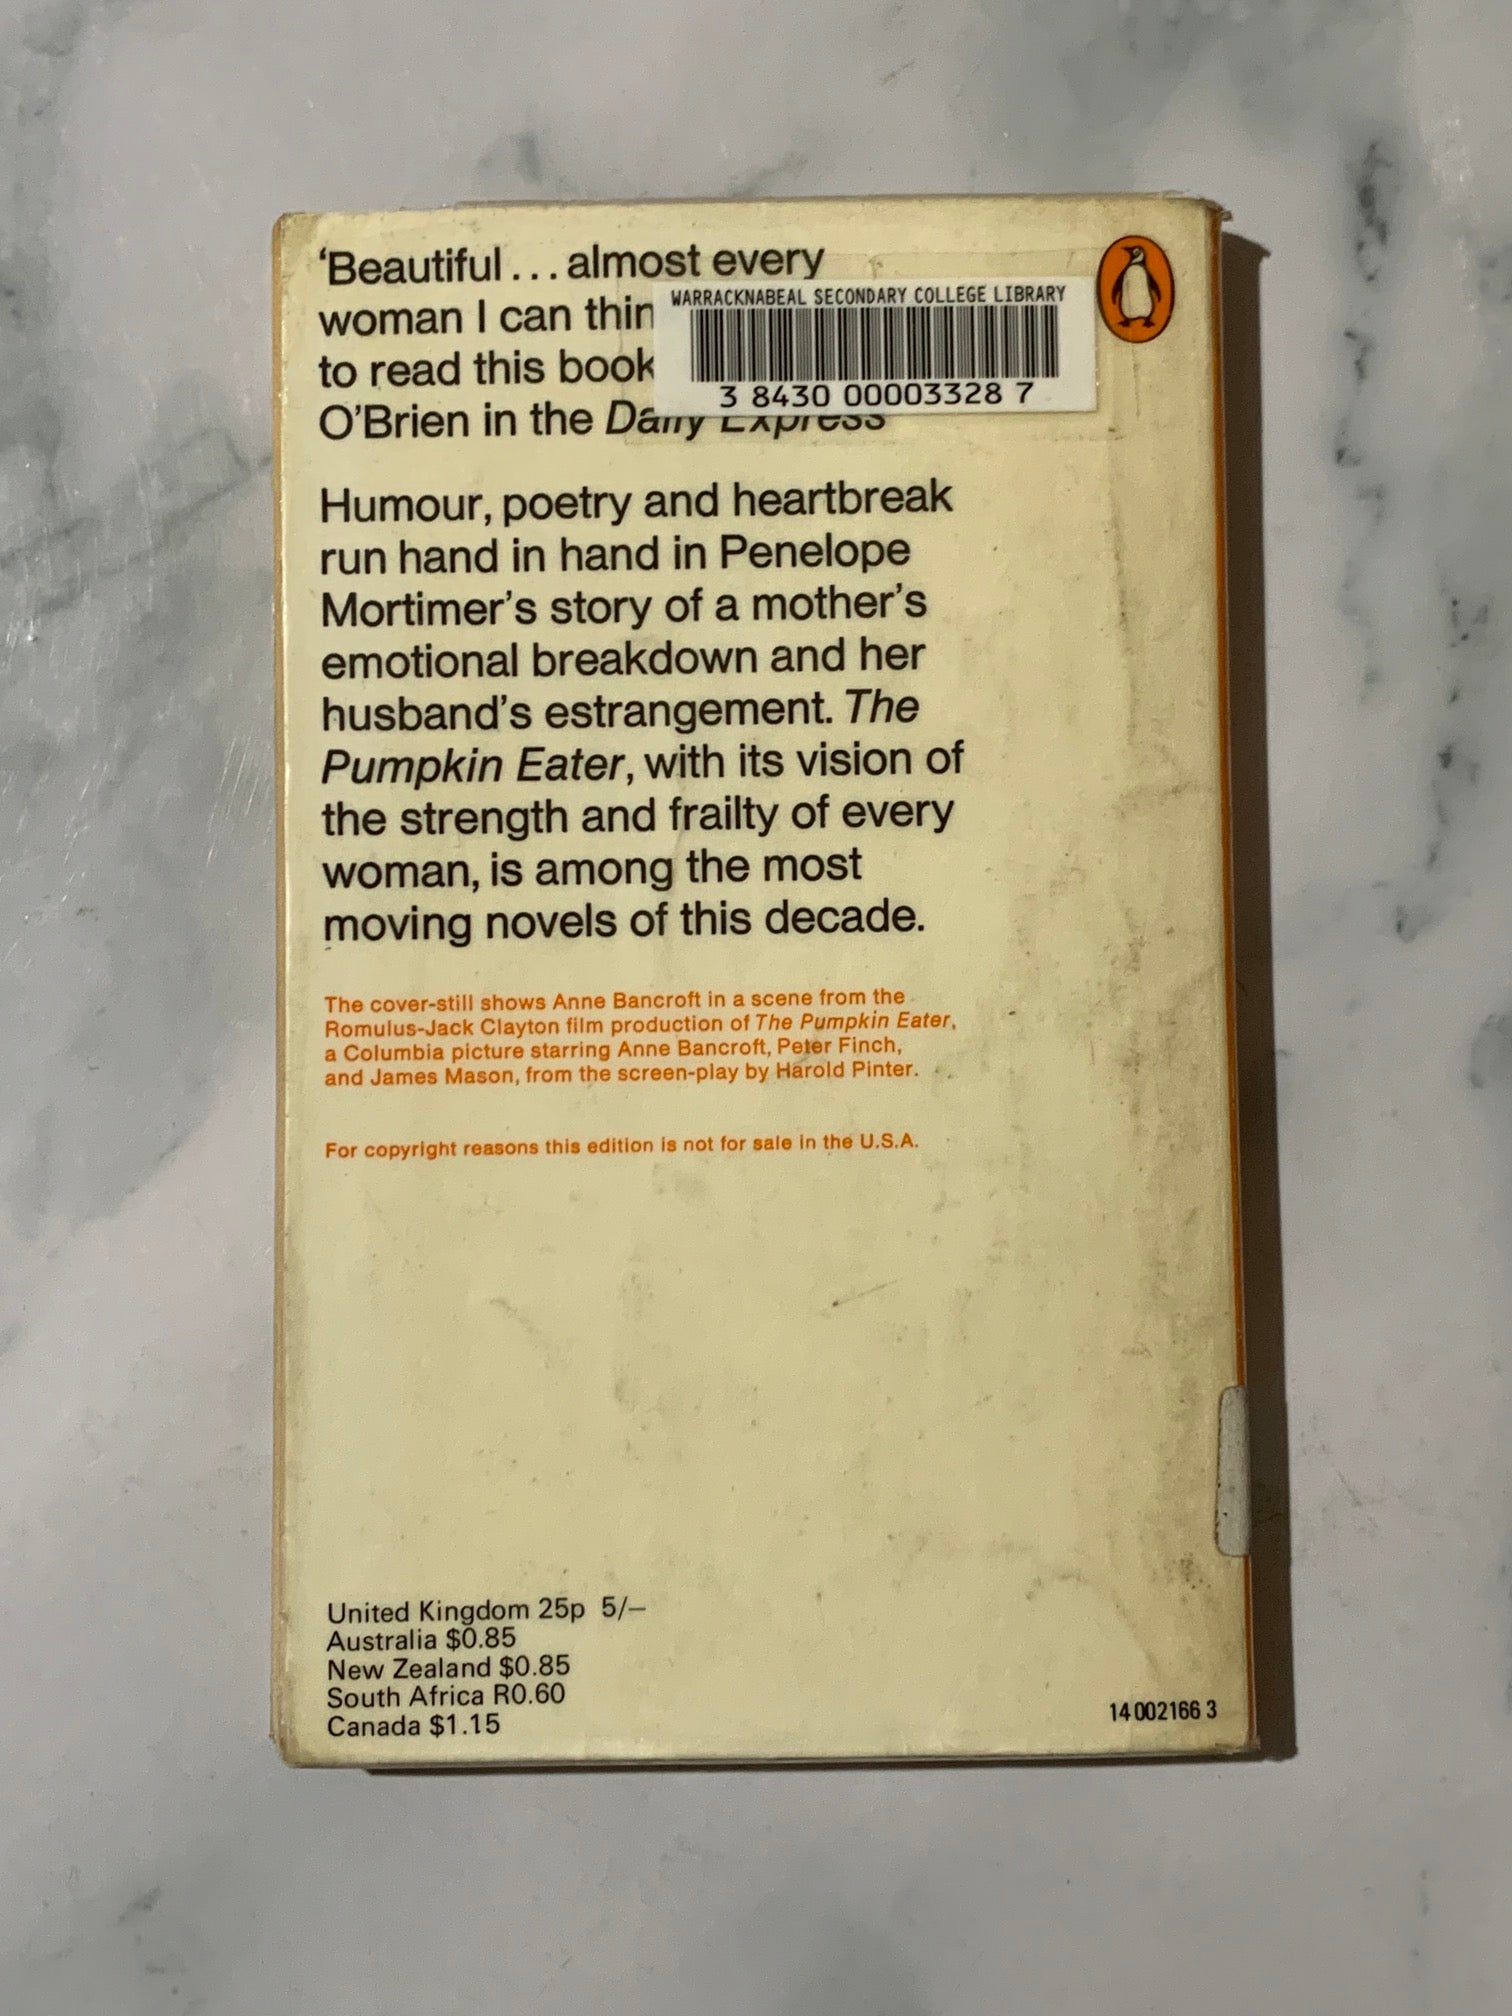 ‘Beautiful... almost every
woman I can thin
to read this book
O’Brien in the Daily Express
WARRACKNABEAL SECONDARY COLLEGE LIBRARY
3 8430 00003328 7
Humour, poetry and heartbreak
run hand in hand in Penelope
Mortimer’s story of a mother’s
emotional breakdown and her
husband’s estrangement. The
Pumpkin Eater, with its vision of
the strength and frailty of every
woman, is among the most
moving novels of this decade.
The cover-still shows Anne Bancroft in a scene from the
Romulus-Jack Clayton film production of The Pumpkin Eater,
a Columbia picture starring Anne Bancroft, Peter Finch,
and James Mason, from the screen-play by Harold Pinter.
For copyright reasons this edition is not for sale in the U.S.A.
United Kingdom 25p 5/–
Australia $0.85
New Zealand $0.85
South Africa R0.60
Canada $1.15
14 002166 3